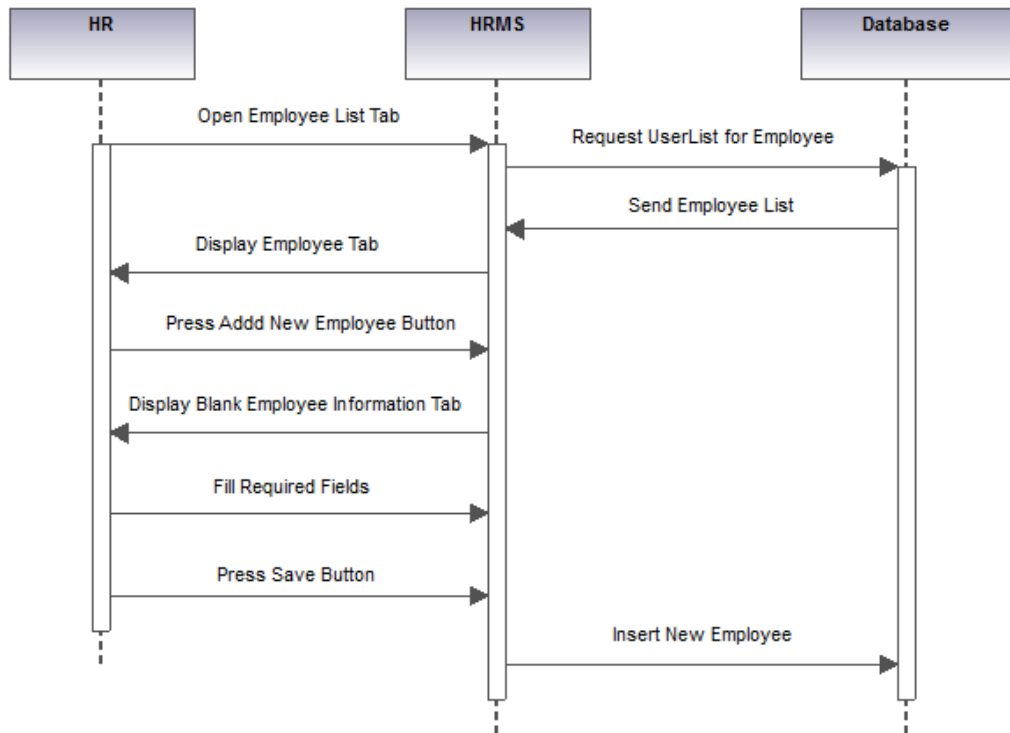 HR
HRMS
Database
Open Employee List Tab
Request UserList for Employee
Send Employee List
Display Employee Tab
Press Addd New Employee Button
Display Blank Employee Information Tab
Fill Required Fields
Press Save Button
Insert New Employee